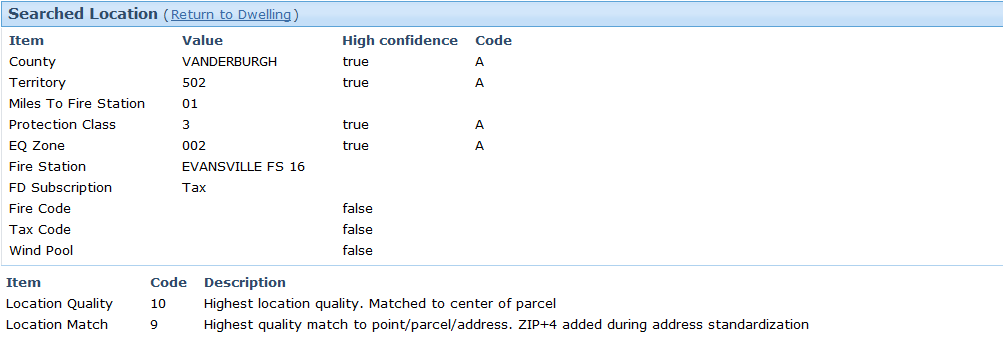 Searched Location (Return to Dwelling)
Item Value High confidence Code
County VANDERBURGH true A
Territory 502 true A
Miles To Fire Station 01
Protection Class 3 true A
EQ Zone 002 true A
Fire Station EVANSVILLE FS 16
FD Subscription Tax
Fire Code false
Tax Code false
Wind Pool false
Item Code Description
Location Quality 10 Highest location quality. Matched to center of parcel
Location Match 9 Highest quality match to point/parcel/address. ZIP+4 added during address standardization